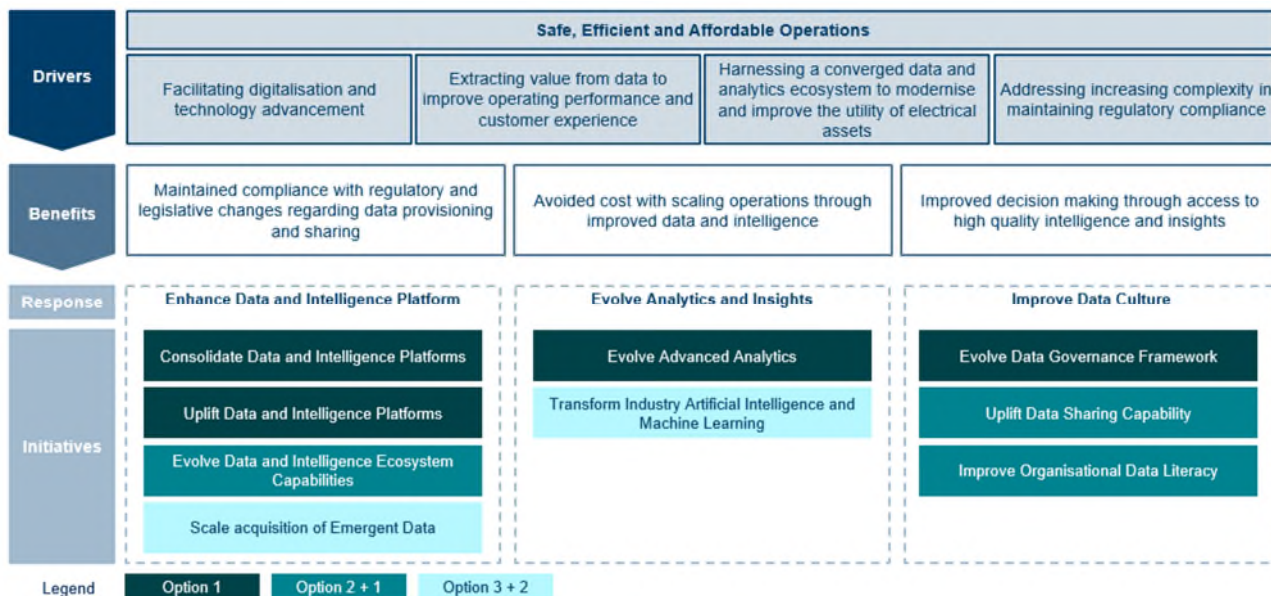 Drivers
Safe, Efficient and Affordable Operations
Facilitating digitalisation and
technology advancement
Extracting value from data to
improve operating performance and
customer experience
Harnessing a converged data and
analytics ecosystem to modernise
and improve the utility of electrical
assets
Addressing increasing complexity in
maintaining regulatory compliance
Benefits
Maintained compliance with regulatory and
legislative changes regarding data provisioning
and sharing
Avoided cost with scaling operations through
improved data and intelligence
Improved decision making through access to
high quality intelligence and insights
Response
Enhance Data and Intelligence Platform
Evolve Analytics and Insights
Improve Data Culture
Initiatives
Consolidate Data and Intelligence Platforms
Uplift Data and Intelligence Platforms
Evolve Data and Intelligence Ecosystem
Capabilities
Scale acquisition of Emergent Data
Evolve Advanced Analytics
Transform Industry Artificial Intelligence and
Machine Learning
Evolve Data Governance Framework
Uplift Data Sharing Capability
Improve Organisational Data Literacy
Legend
Option 1
Option 2 + 1
Option 3 + 2